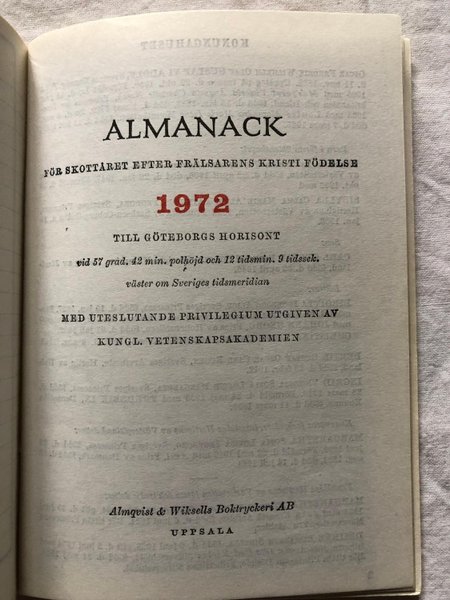 ALMANACK
FÖR SKOTTÅRET EFTER FRÄLSARENS KRISTI FÖDELSE
1972
TILL GÖTEBORGS HORISONT
vid 57 grad. 42 min. polhöjd och 12 tidsmin. 9 tidssek.
väster om Sveriges tidsmeridian
MED UTESLUTANDE PRIVILEGIUM UTGIVEN AV
KUNGL. VETENSKAPSAKADEMIEN
Almqvist & Wiksells Boktryckeri AB
UPPSALA